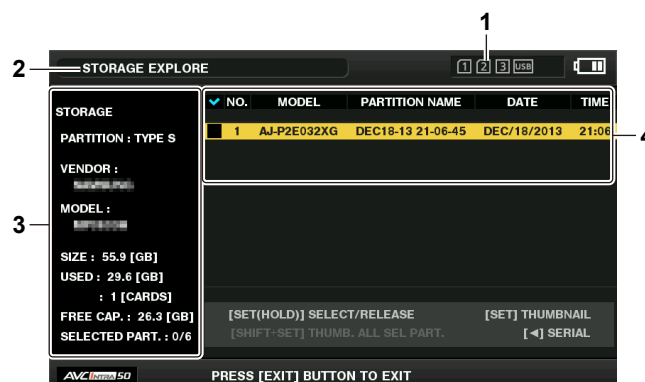 1
2
STORAGE EXPLORE
1 2 3 USB
STORAGE
PARTITION : TYPE S
VENDOR :
MODEL :
SIZE : 55.9 [GB]
USED : 29.6 [GB]
: 1 [CARDS]
FREE CAP. : 26.3 [GB]
SELECTED PART. : 0/6
3
NO. MODEL PARTITION NAME DATE TIME
1 AJ-P2E032XG DEC18-13 21-06-45 DEC/18/2013 21:06
4
[SET(HOLD)] SELECT/RELEASE [SET] THUMBNAIL
[SHIFT+SET] THUMB. ALL SEL PART. [◄] SERIAL
AVC INTRA 50 PRESS [EXIT] BUTTON TO EXIT